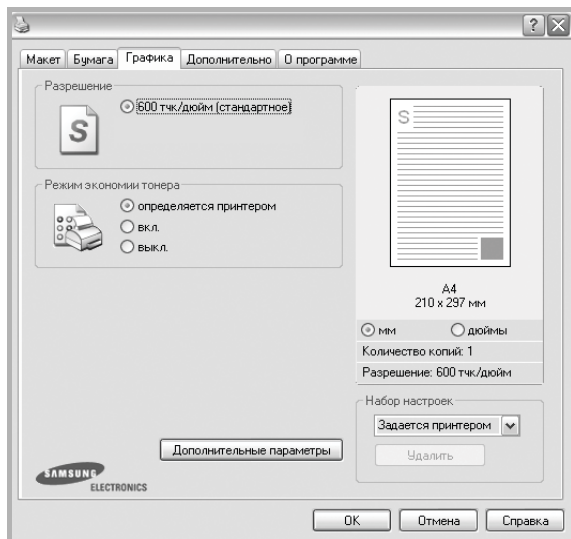 Макет Бумага Графика Дополнительно О программе
Разрешение
S
600 тчк/дюйм (стандартное)
Режим экономии тонера
определяется принтером
вкл.
выкл.
Дополнительные параметры
SAMSUNG
ELECTRONICS
S
A4
210 x 297 мм
мм дюймы
Количество копий: 1
Разрешение: 600 тчк/дюйм
Набор настроек
Задается принтером
Удалить
OK Отмена Справка